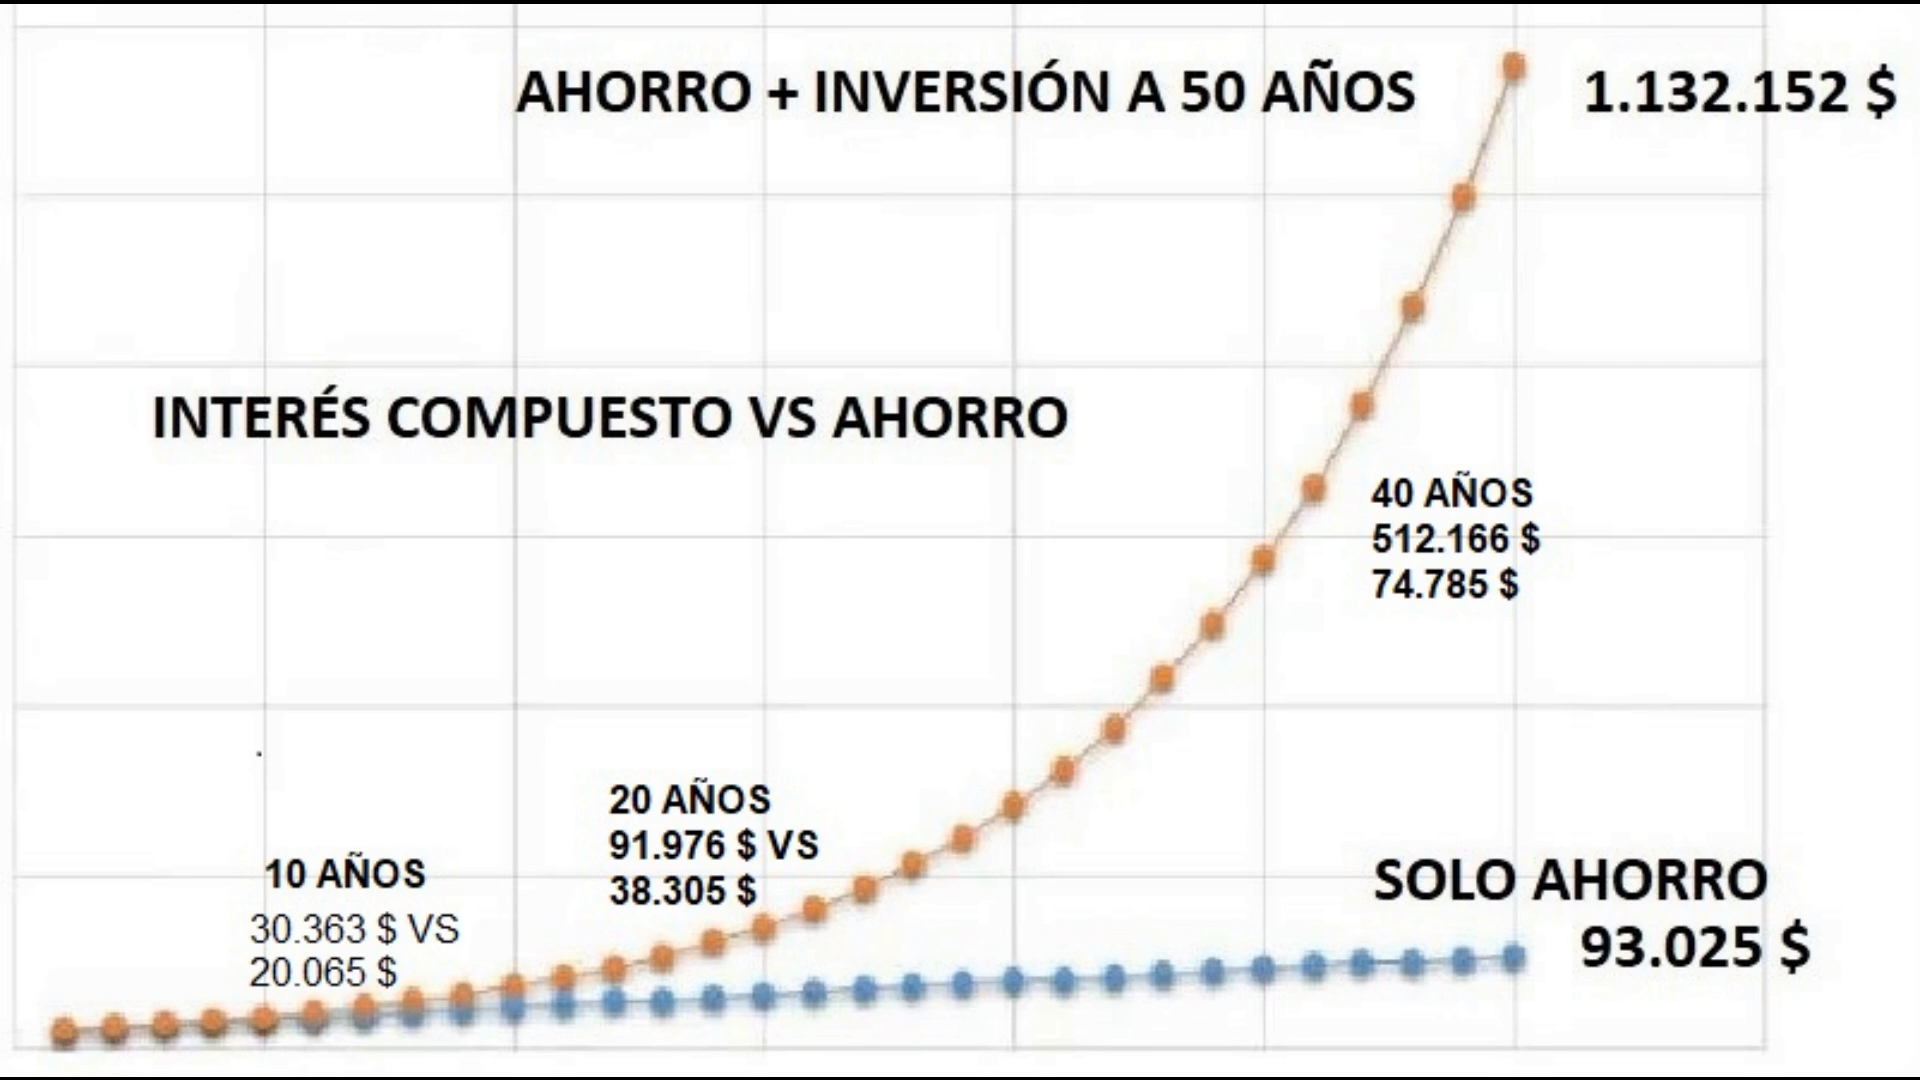 AHORRO + INVERSIÓN A 50 AÑOS
1.132.152 $
INTERÉS COMPUESTO VS AHORRO
40 AÑOS
512.166 $
74.785 $
20 AÑOS
91.976 $ VS
38.305 $
10 AÑOS
30.363 $ VS
20.065 $
SOLO AHORRO
93.025 $